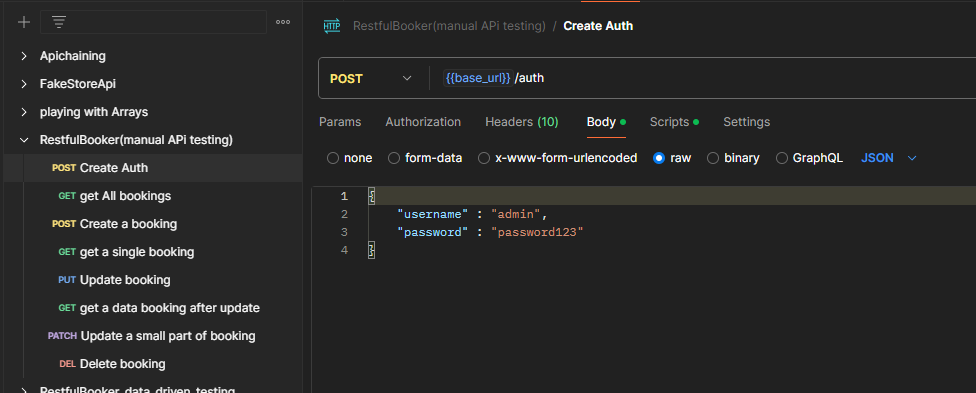 Apichaining
FakeStoreApi
playing with Arrays
RestfulBooker(manual APi testing)
POST Create Auth
GET get All bookings
POST Create a booking
GET get a single booking
PUT Update booking
GET get a data booking after update
PATCH Update a small part of booking
DEL Delete booking
RestfulBooker_data_driven_testing
HTTP RestfulBooker(manual APi testing) / Create Auth
POST {{base_url}} /auth
Params Authorization Headers (10) Body Scripts Settings
none form-data x-www-form-urlencoded raw binary GraphQL JSON
1 {
2 "username" : "admin",
3 "password" : "password123"
4 }